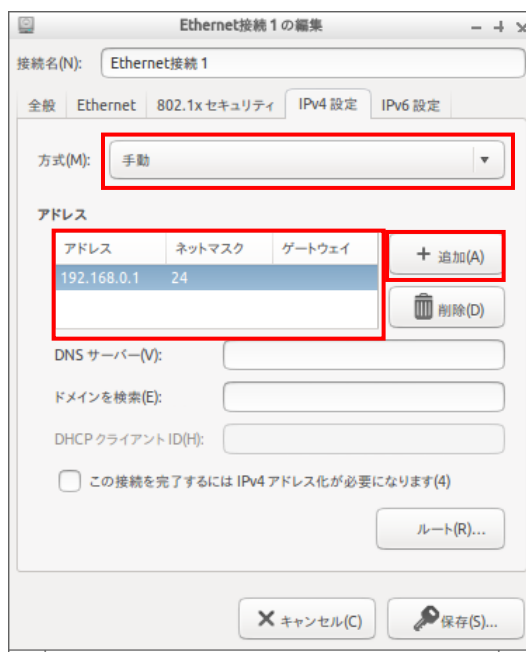 Ethernet接続 1 の編集
接続名(N): Ethernet接続 1
全般 Ethernet 802.1x セキュリティ IPv4 設定 IPv6 設定
方式(M): 手動
アドレス
アドレス ネットマスク ゲートウェイ
192.168.0.1 24
追加(A)
削除(D)
DNS サーバー(V):
ドメインを検索(E):
DHCP クライアント ID(H):
この接続を完了するには IPv4 アドレス化が必要になります(4)
ルート(R)...
キャンセル(C) 保存(S)...